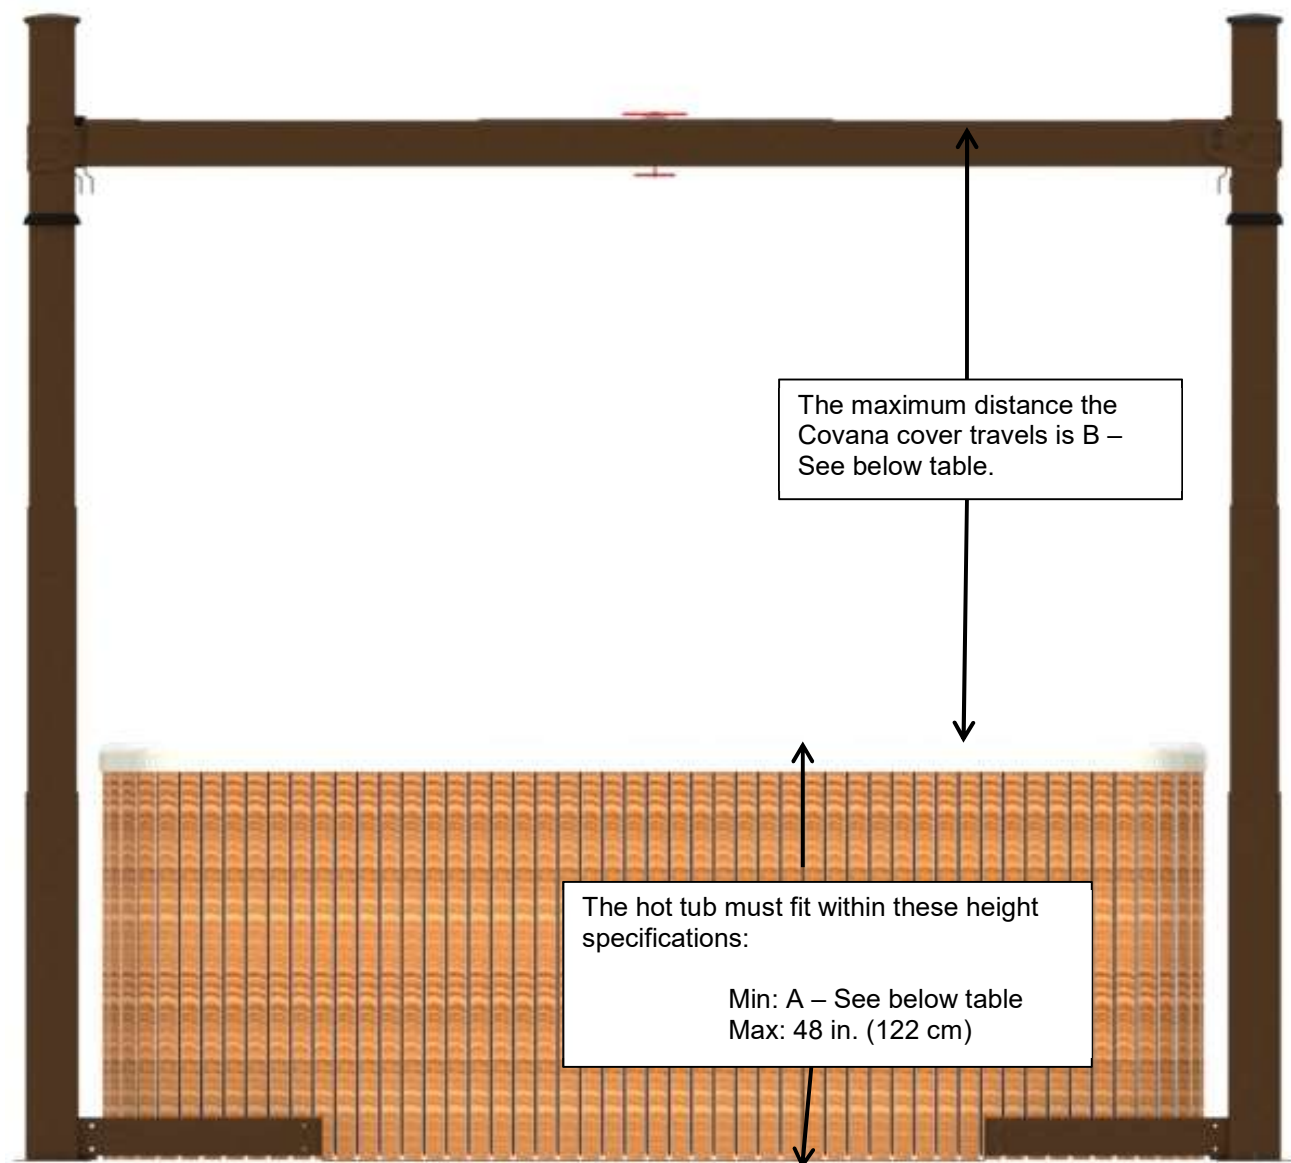 The maximum distance the
Covana cover travels is B –
See below table.
The hot tub must fit within these height
specifications:
Min: A – See below table
Max: 48 in. (122 cm)